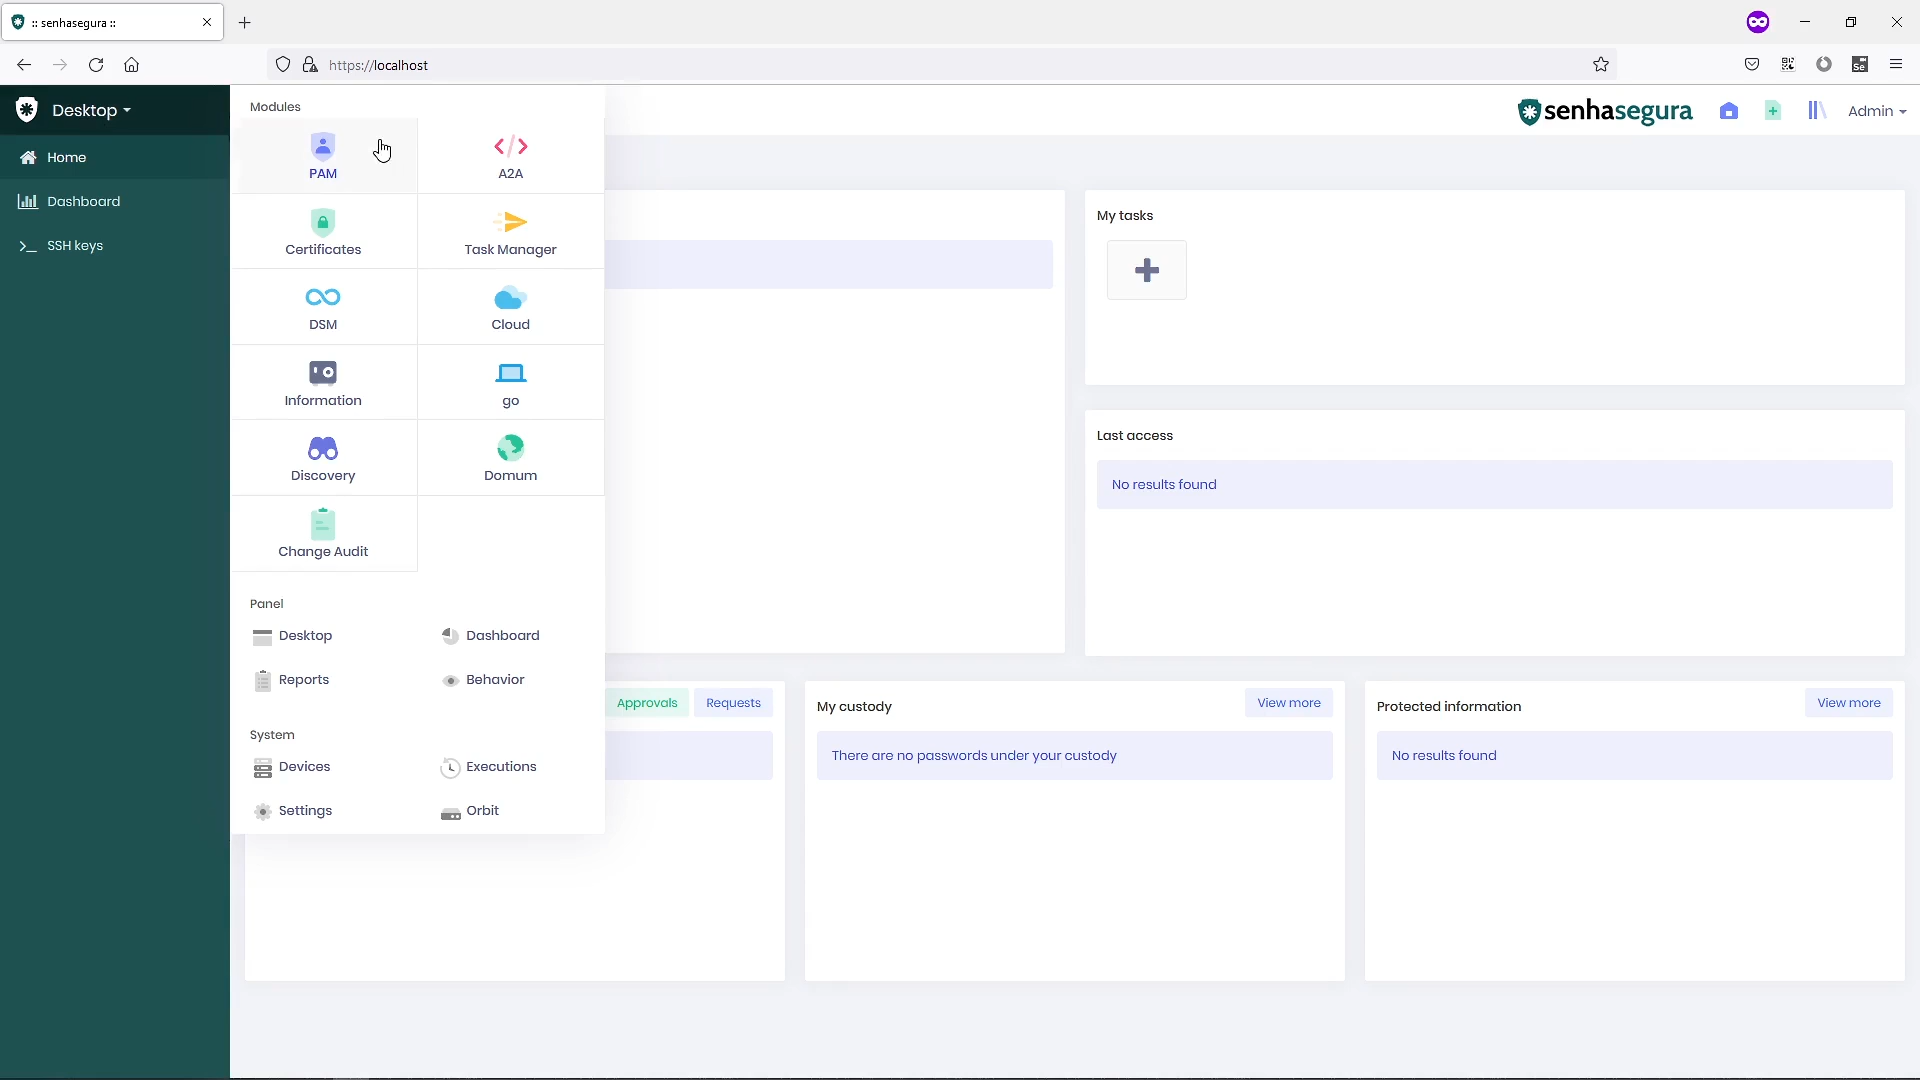 :: senhasegura ::
https://localhost
Desktop
Home
Dashboard
SSH keys
Modules
PAM
A2A
Certificates
Task Manager
DSM
Cloud
Information
go
Discovery
Domum
Change Audit
Panel
Desktop
Dashboard
Reports
Behavior
System
Devices
Executions
Settings
Orbit
senhasegura
Admin
My tasks
Last access
No results found
Approvals
Requests
My custody
View more
There are no passwords under your custody
Protected information
View more
No results found
Se